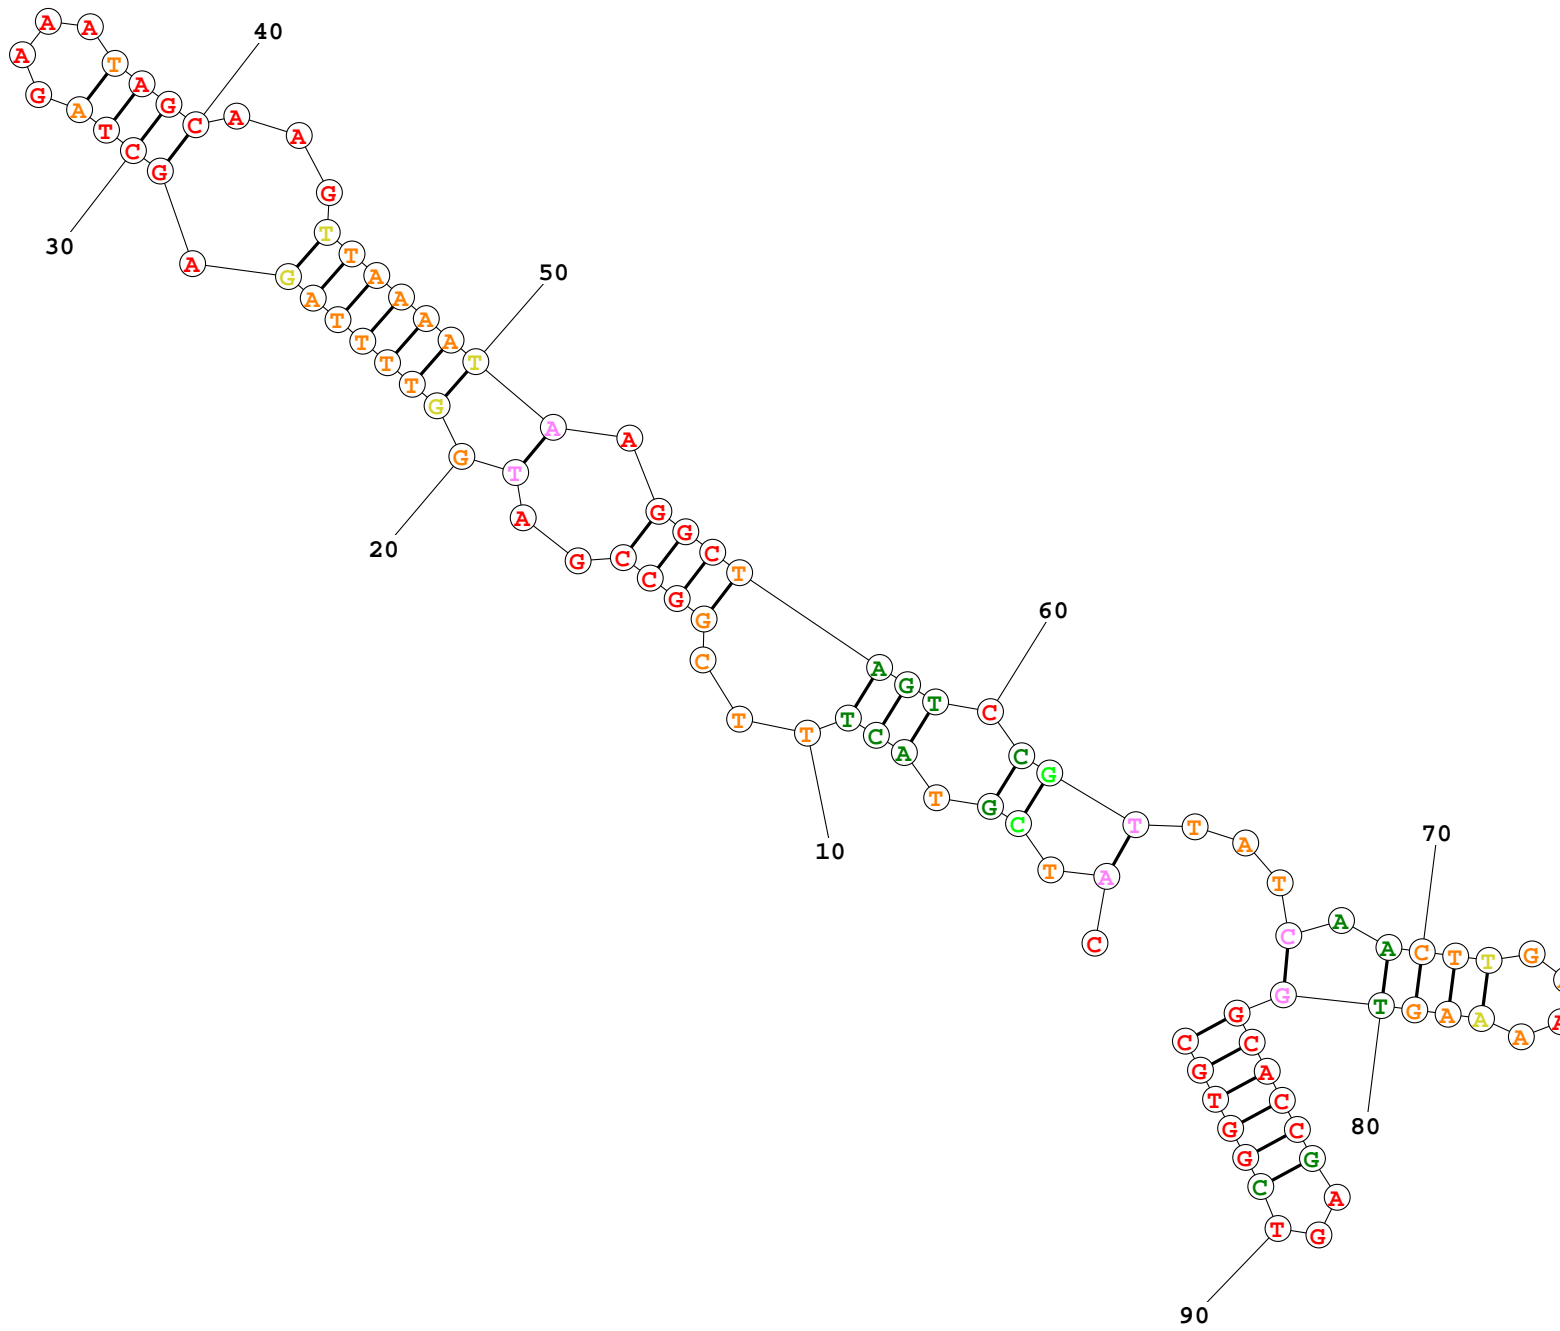 C A T C G T A C T T
10
T C G G C C G A T G
20
G T T T T A G A G C
30
T A G A A A T A G C
40
A A G T T A A A A T
50
A A G G C T A G T C
60
C G T T A T C A A C
70
T T G A A A A A G T
80
G G C A C C G A G T
90
C G G T G C